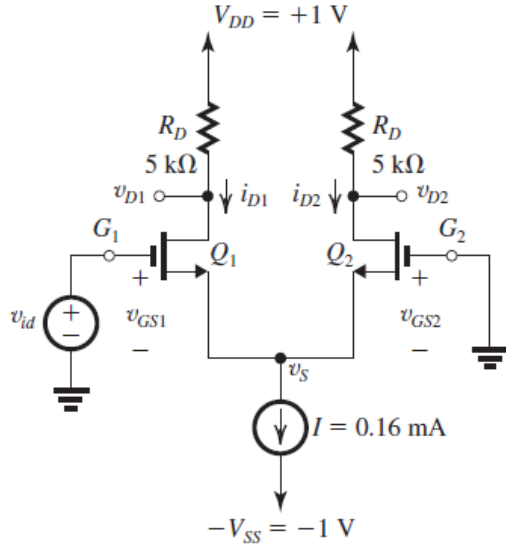 V_DD = +1 V
R_D R_D
5 kΩ 5 kΩ
v_D1 i_D1 i_D2 v_D2
G_1 G_2
Q_1 Q_2
+ +
v_id + v_GS1 v_GS2
− − −
v_S
I = 0.16 mA
−V_SS = −1 V